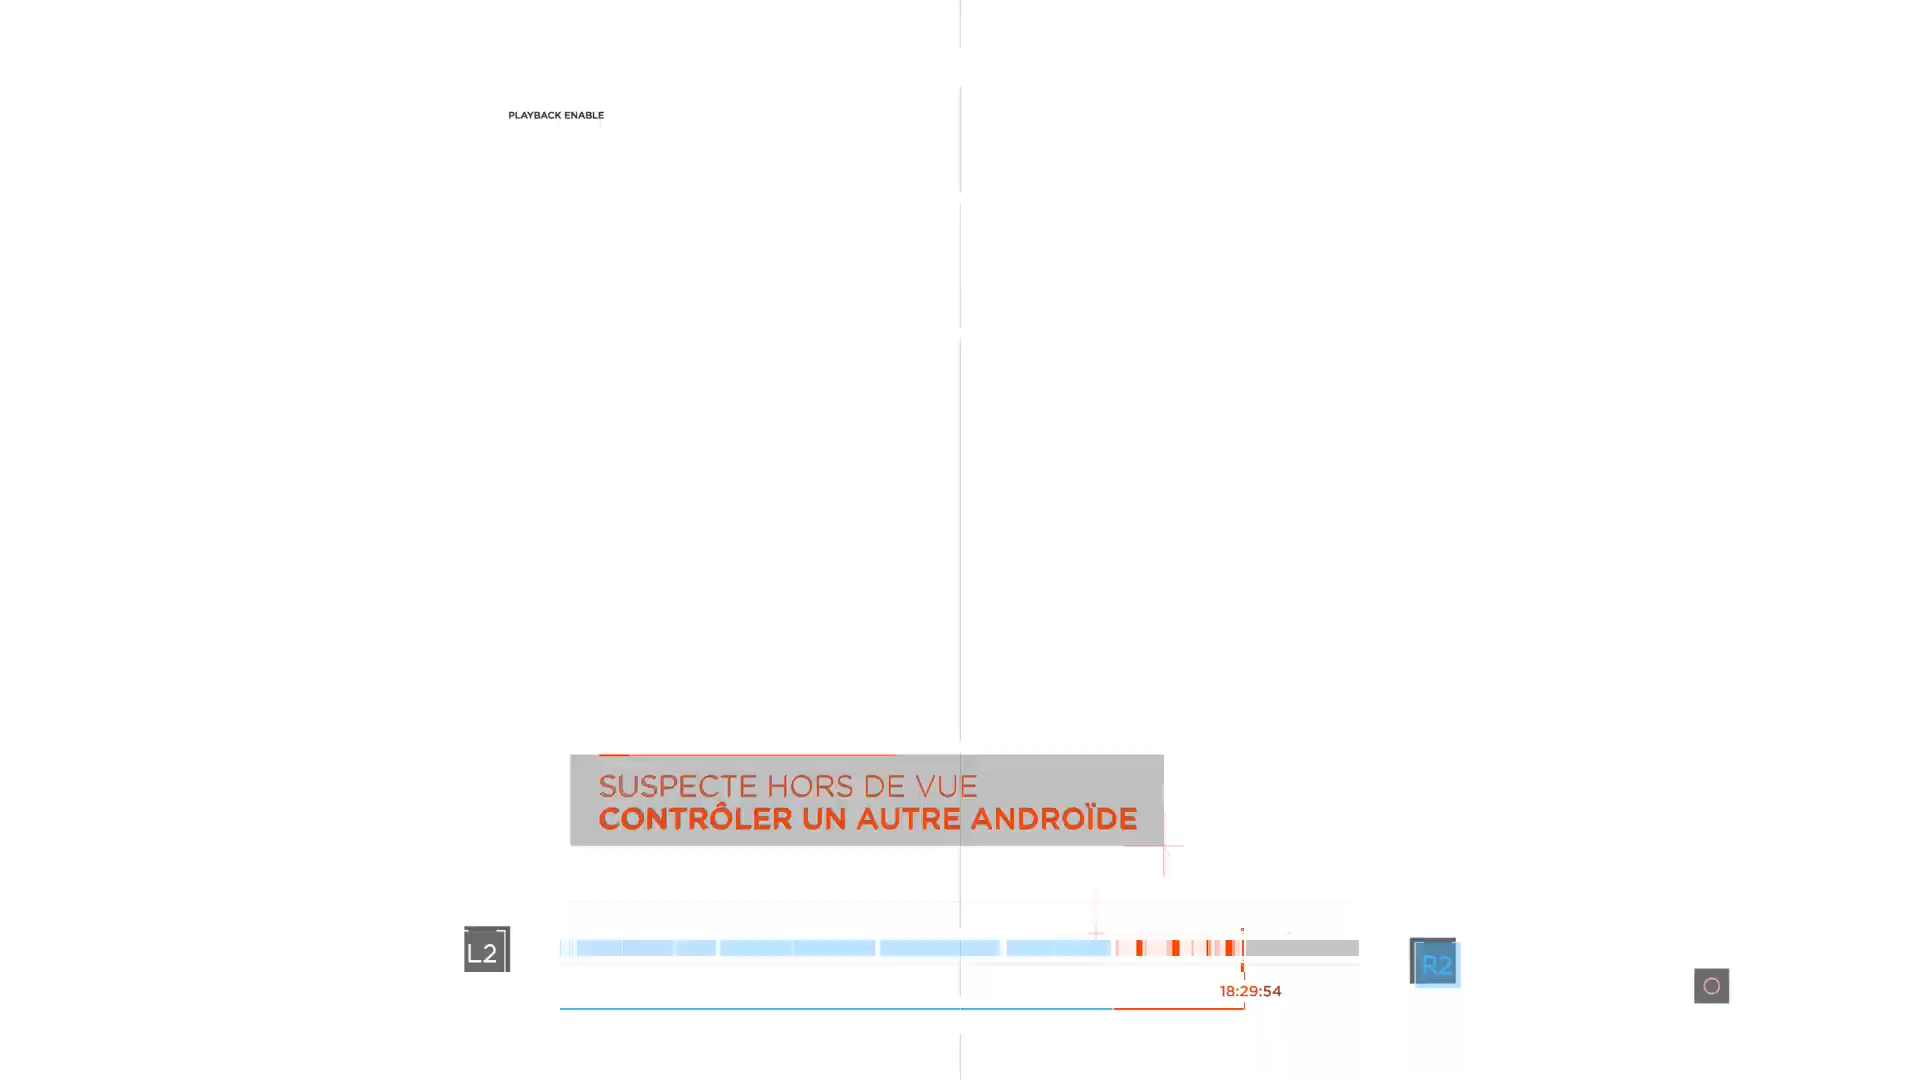 PLAYBACK ENABLE
SUSPECTE HORS DE VUE
CONTRÔLER UN AUTRE ANDROÏDE
L2
R2
18:29:54